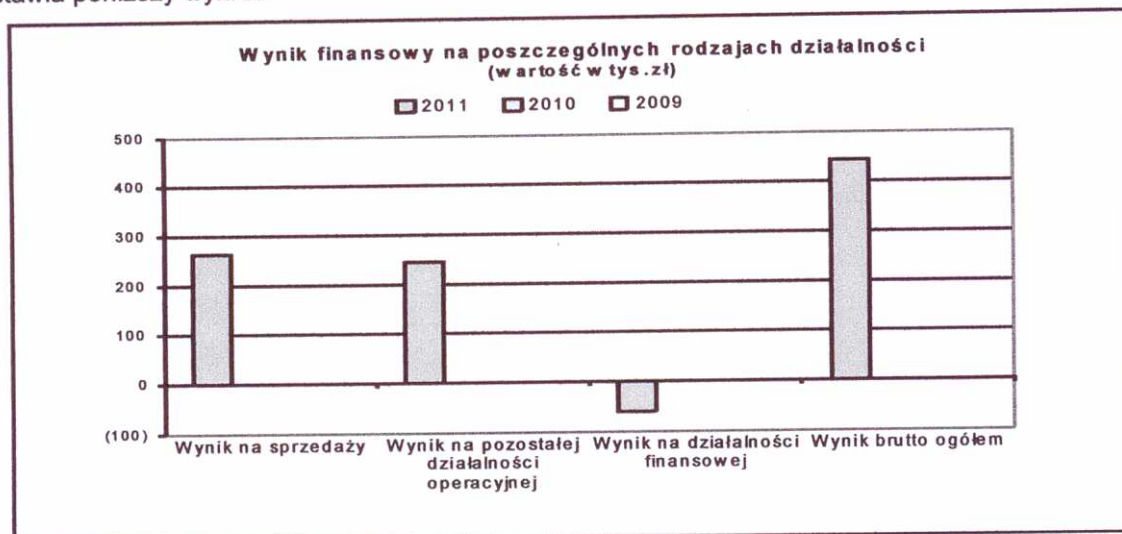 Wynik finansowy na poszczególnych rodzajach działalności
(wartość w tys.zł)
2011 2010 2009
500
400
300
200
100
0
(100)
Wynik na sprzedaży
Wynik na pozostałej
działalności
operacyjnej
Wynik na działalności
finansowej
Wynik brutto ogółem